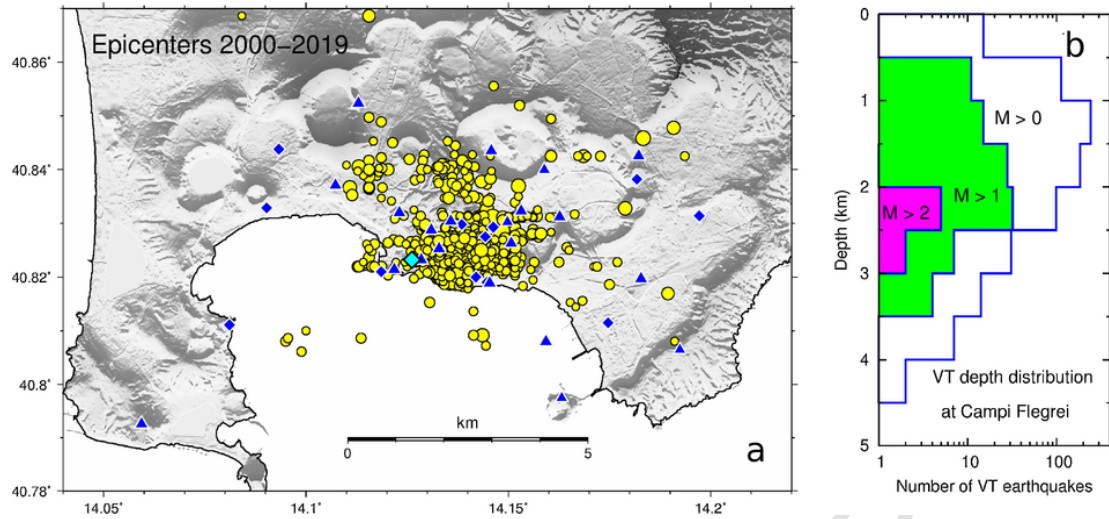 Epicenters 2000–2019
40.86°
40.84°
40.82°
40.8°
40.78°
14.05°
14.1°
14.15°
14.2°
km
0
5
a
b
0
1
2
3
4
5
Depth (km)
M > 0
M > 1
M > 2
VT depth distribution
at Campi Flegrei
1
10
100
Number of VT earthquakes